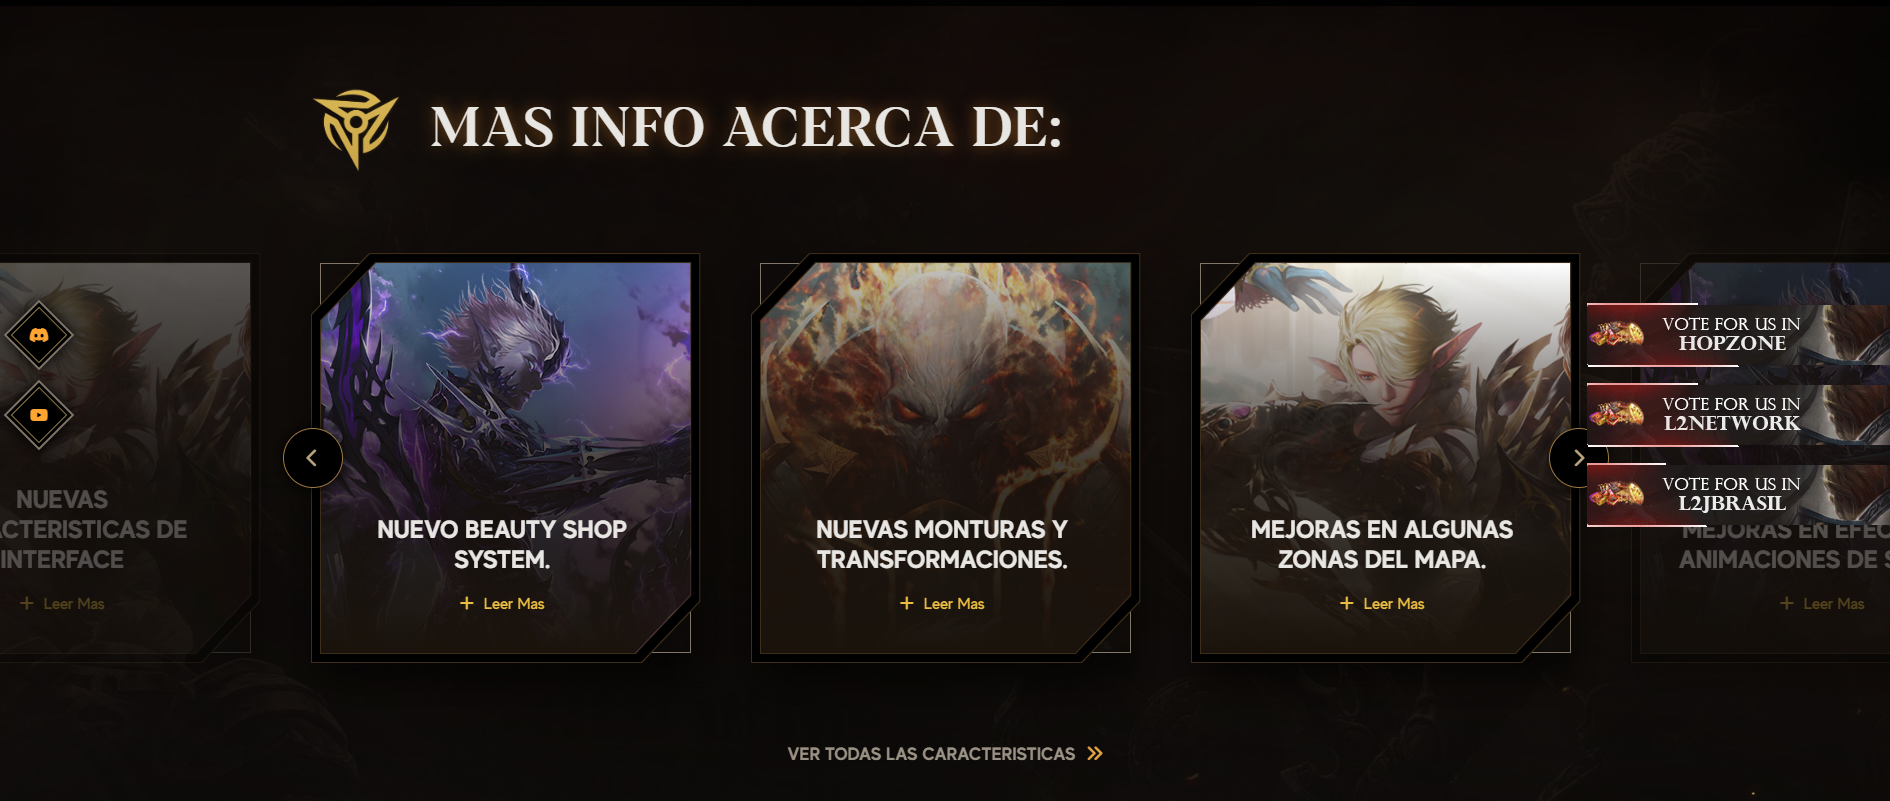 MAS INFO ACERCA DE:
NUEVAS
ACTERISTICAS DE
INTERFACE
Leer Mas
NUEVO BEAUTY SHOP
SYSTEM.
Leer Mas
NUEVAS MONTURAS Y
TRANSFORMACIONES.
Leer Mas
MEJORAS EN ALGUNAS
ZONAS DEL MAPA.
Leer Mas
VOTE FOR US IN
HOPZONE
VOTE FOR US IN
L2NETWORK
VOTE FOR US IN
L2JBRASIL
MEJORAS EN EFEC
ANIMACIONES DE S
Leer Mas
VER TODAS LAS CARACTERISTICAS